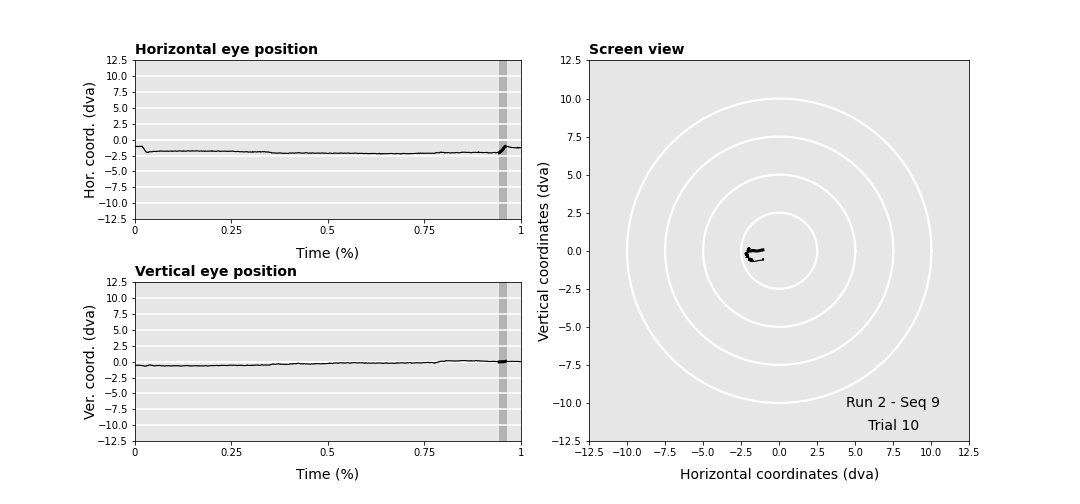 Horizontal eye position
Hor. coord. (dva)
12.5
10.0
7.5
5.0
2.5
0.0
−2.5
−5.0
−7.5
−10.0
−12.5
0 0.25 0.5 0.75 1
Time (%)
Vertical eye position
Ver. coord. (dva)
12.5
10.0
7.5
5.0
2.5
0.0
−2.5
−5.0
−7.5
−10.0
−12.5
0 0.25 0.5 0.75 1
Time (%)
Screen view
Vertical coordinates (dva)
12.5
10.0
7.5
5.0
2.5
0.0
−2.5
−5.0
−7.5
−10.0
−12.5
Run 2 - Seq 9
Trial 10
−12.5 −10.0 −7.5 −5.0 −2.5 0.0 2.5 5.0 7.5 10.0 12.5
Horizontal coordinates (dva)